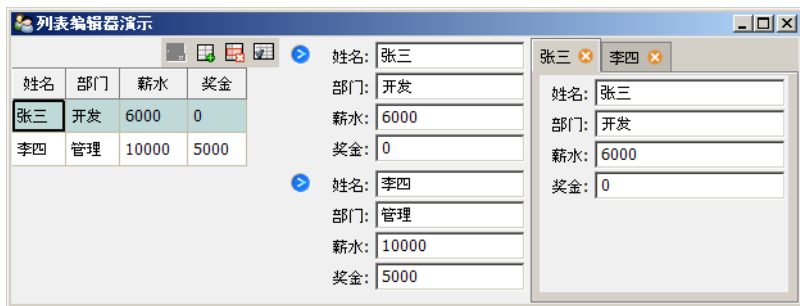 列表编辑器演示
姓名 部门 薪水 奖金
张三 开发 6000 0
李四 管理 10000 5000
姓名: 张三
部门: 开发
薪水: 6000
奖金: 0
姓名: 李四
部门: 管理
薪水: 10000
奖金: 5000
张三 李四
姓名: 张三
部门: 开发
薪水: 6000
奖金: 0